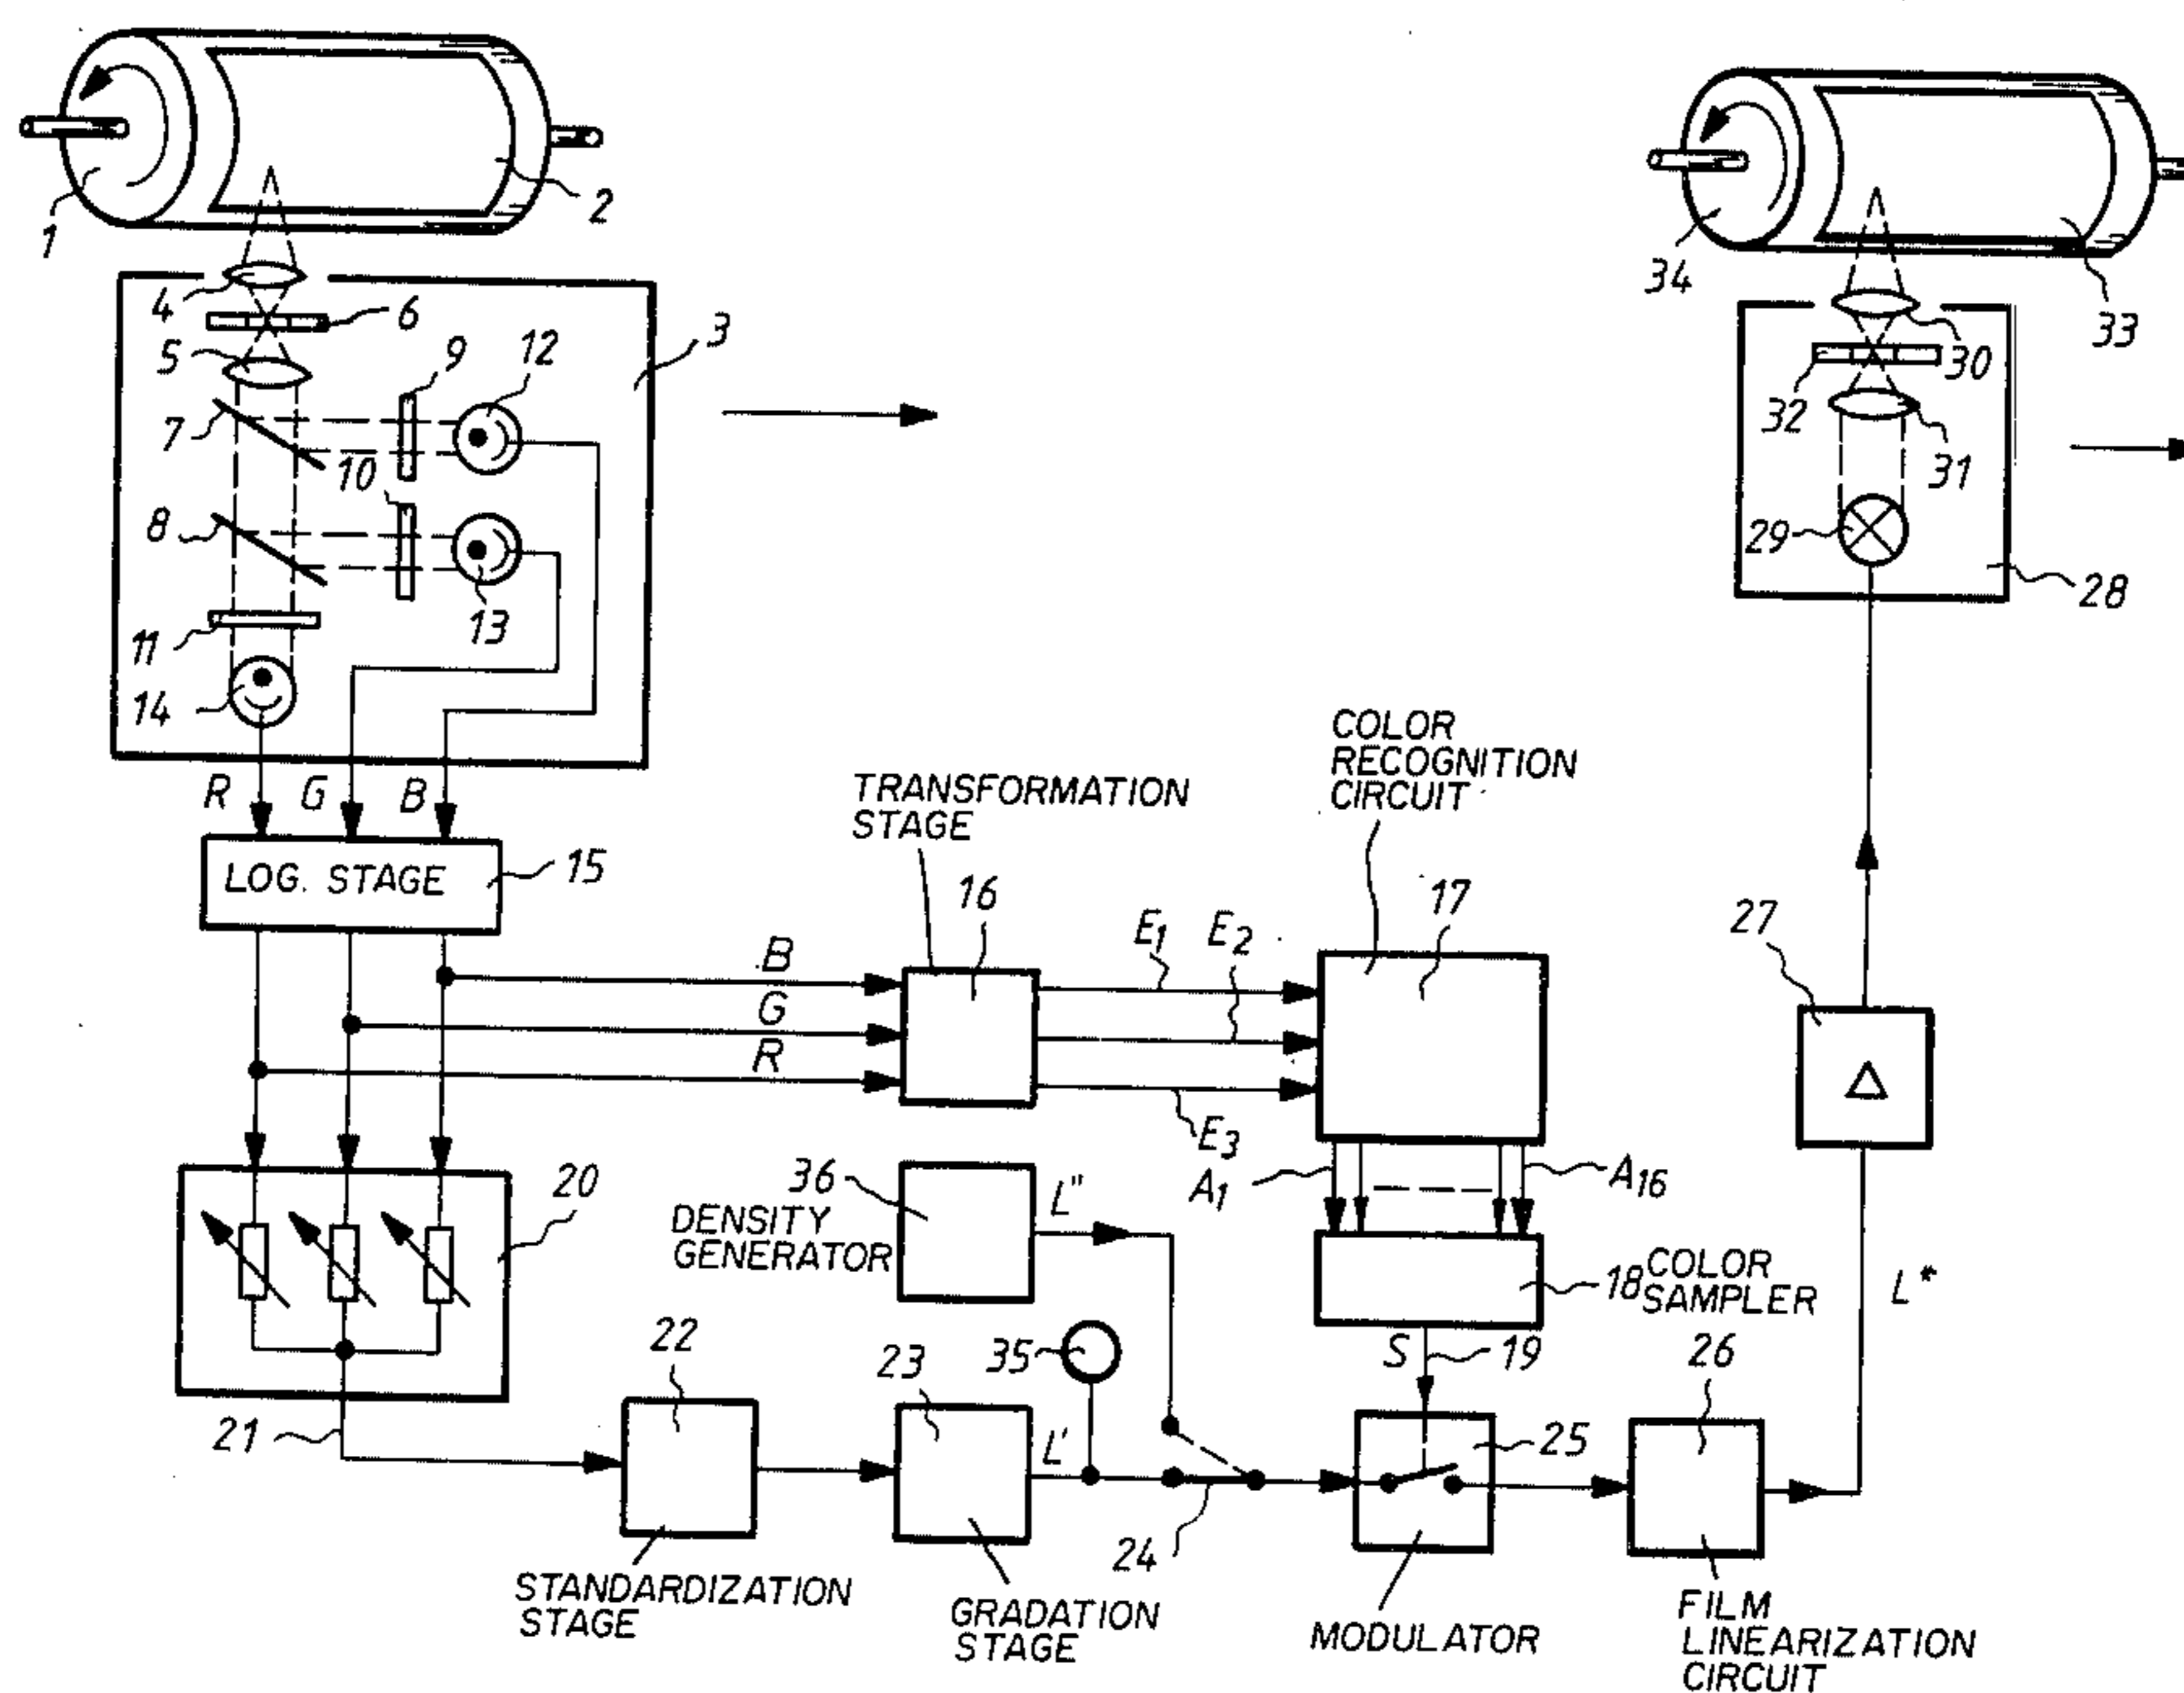 1
2
34
33
4
6
5
3
9
12
7
10
8
13
11
14
30
32
31
29
28
R G B
LOG. STAGE
15
TRANSFORMATION
STAGE
16
COLOR
RECOGNITION
CIRCUIT
17
27
Δ
B
G
R
E1
E2
E3
A1
A16
20
36
DENSITY
GENERATOR
L"
18
COLOR
SAMPLER
L*
S
19
35
21
22
23
L'
24
25
26
STANDARDIZATION
STAGE
GRADATION
STAGE
MODULATOR
FILM
LINEARIZATION
CIRCUIT